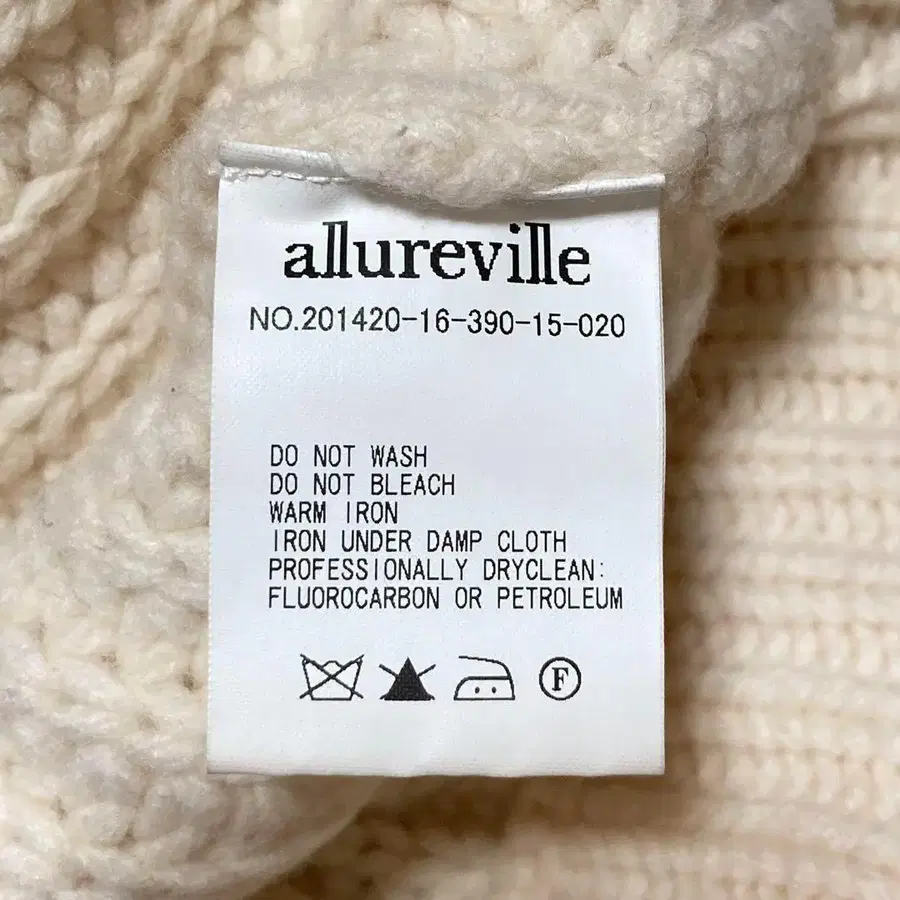 allureville
NO.201420-16-390-15-020
DO NOT WASH
DO NOT BLEACH
WARM IRON
IRON UNDER DAMP CLOTH
PROFESSIONALLY DRYCLEAN:
FLUOROCARBON OR PETROLEUM
F